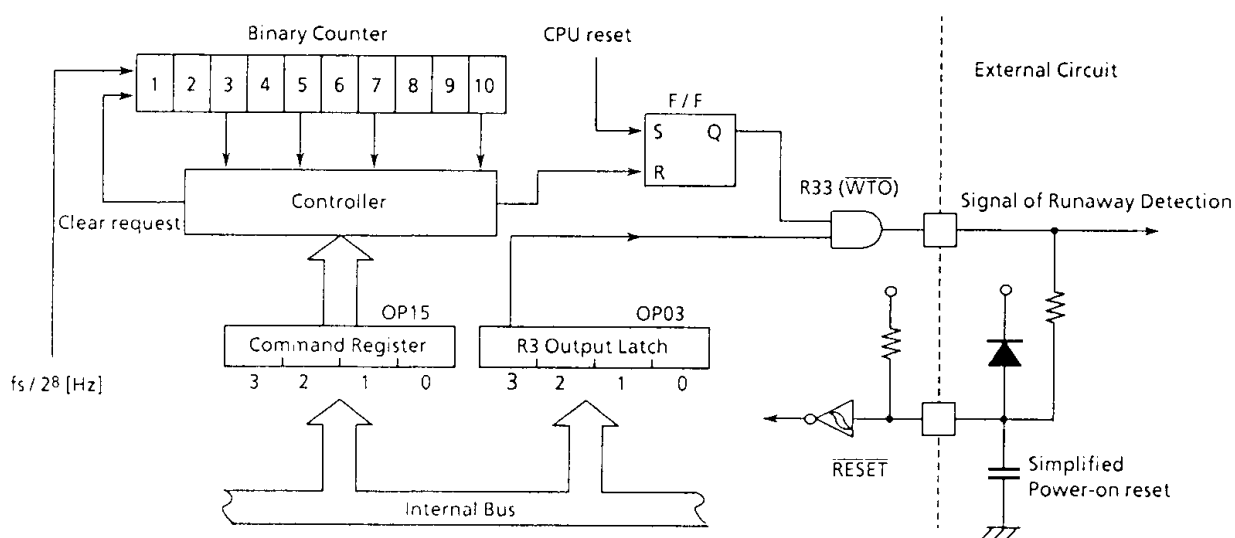 Binary Counter
CPU reset
External Circuit
1 2 3 4 5 6 7 8 9 10
F/F
S Q
R
R33 (WTO)
Controller
Clear request
Signal of Runaway Detection
OP15
OP03
Command Register
R3 Output Latch
3 2 1 0
3 2 1 0
fs / 2⁸ [Hz]
RESET
Simplified
Power-on reset
Internal Bus